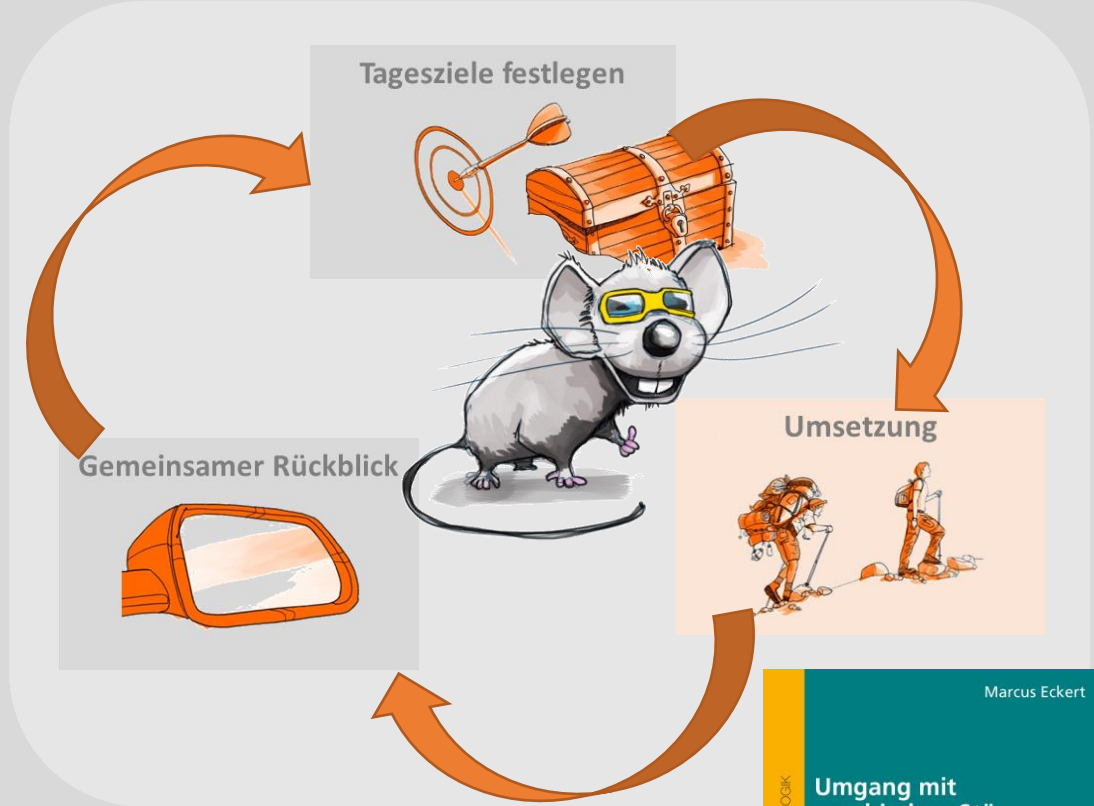 Tagesziele festlegen
Umsetzung
Gemeinsamer Rückblick
Marcus Eckert
Umgang mit